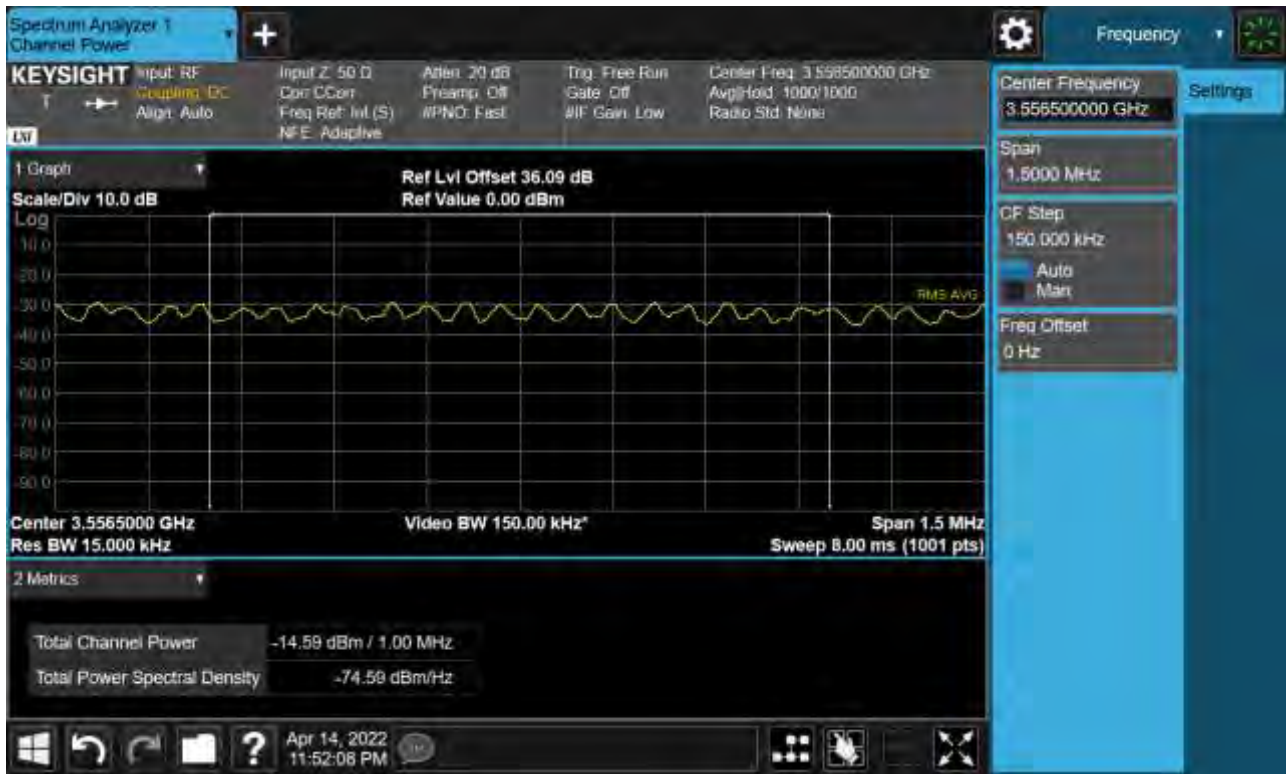 Spectrum Analyzer 1
Channel Power
+
Frequency
KEYSIGHT
Input: RF
Coupling: DC
Align: Auto
Input Z: 50 Ω
Corr CCorr
Freq Ref: Int (S)
NFE: Adaptive
Atten: 20 dB
Preamp: Off
#PNO: Fast
Trig: Free Run
Gate: Off
#IF Gain: Low
Center Freq: 3.556500000 GHz
Avg|Hold: 1000/1000
Radio Std: None
LXI
T
Center Frequency
3.556500000 GHz
Settings
Span
1.5000 MHz
CF Step
150.000 kHz
Auto
Man
Freq Offset
0 Hz
1 Graph
Scale/Div 10.0 dB
Ref Lvl Offset 36.09 dB
Ref Value 0.00 dBm
Log
-10.0
-20.0
-30.0
-40.0
-50.0
-60.0
-70.0
-80.0
-90.0
RMS AVG
Center 3.5565000 GHz
Res BW 15.000 kHz
Video BW 150.00 kHz*
Span 1.5 MHz
Sweep 8.00 ms (1001 pts)
2 Metrics
Total Channel Power -14.59 dBm / 1.00 MHz
Total Power Spectral Density -74.59 dBm/Hz
?
Apr 14, 2022
11:52:08 PM